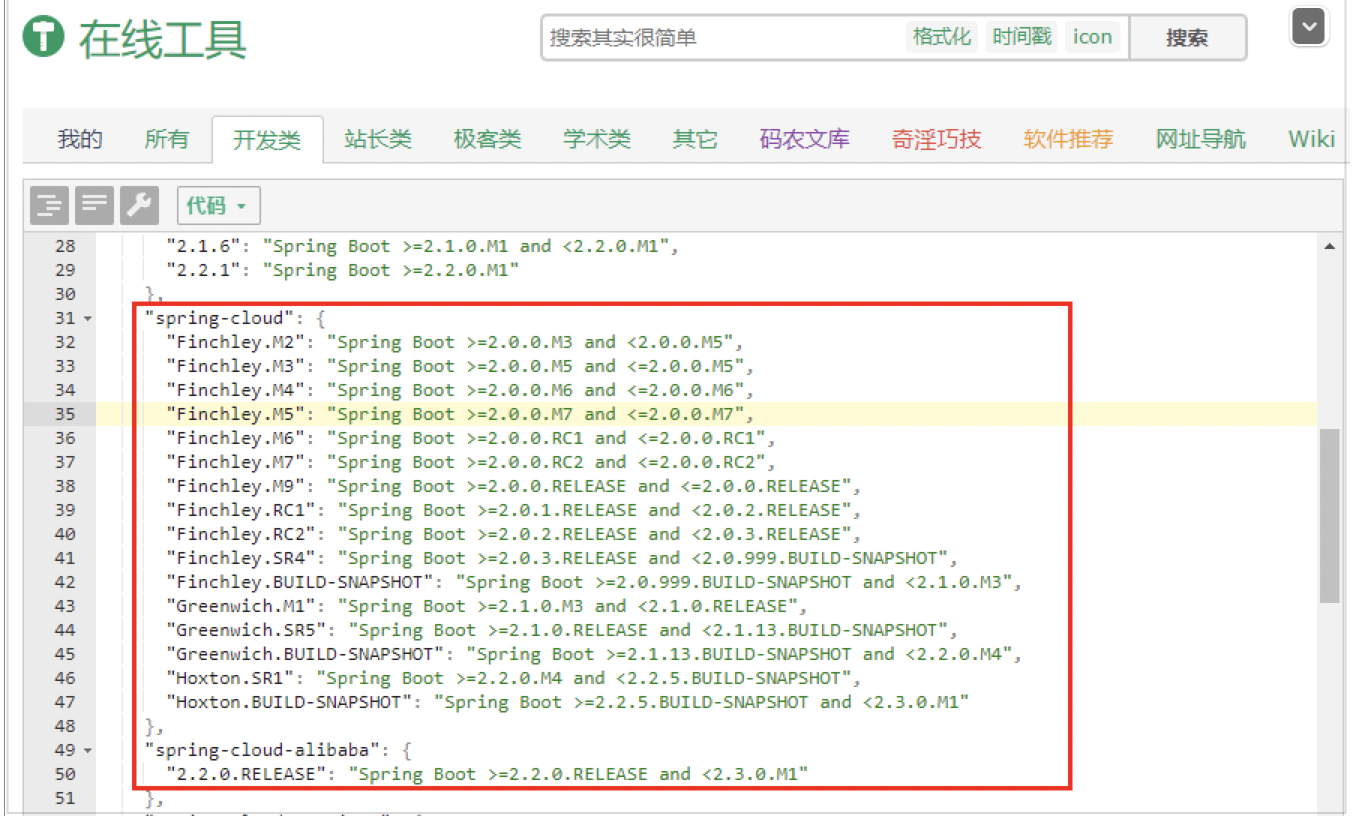 T 在线工具
搜索其实很简单 格式化 时间戳 icon 搜索
我的 所有 开发类 站长类 极客类 学术类 其它 码农文库 奇淫巧技 软件推荐 网址导航 Wiki
代码
28 "2.1.6": "Spring Boot >=2.1.0.M1 and <2.2.0.M1",
29 "2.2.1": "Spring Boot >=2.2.0.M1"
30 },
31 "spring-cloud": {
32 "Finchley.M2": "Spring Boot >=2.0.0.M3 and <2.0.0.M5",
33 "Finchley.M3": "Spring Boot >=2.0.0.M5 and <=2.0.0.M5",
34 "Finchley.M4": "Spring Boot >=2.0.0.M6 and <=2.0.0.M6",
35 "Finchley.M5": "Spring Boot >=2.0.0.M7 and <=2.0.0.M7",
36 "Finchley.M6": "Spring Boot >=2.0.0.RC1 and <=2.0.0.RC1",
37 "Finchley.M7": "Spring Boot >=2.0.0.RC2 and <=2.0.0.RC2",
38 "Finchley.M9": "Spring Boot >=2.0.0.RELEASE and <=2.0.0.RELEASE",
39 "Finchley.RC1": "Spring Boot >=2.0.1.RELEASE and <2.0.2.RELEASE",
40 "Finchley.RC2": "Spring Boot >=2.0.2.RELEASE and <2.0.3.RELEASE",
41 "Finchley.SR4": "Spring Boot >=2.0.3.RELEASE and <2.0.999.BUILD-SNAPSHOT",
42 "Finchley.BUILD-SNAPSHOT": "Spring Boot >=2.0.999.BUILD-SNAPSHOT and <2.1.0.M3",
43 "Greenwich.M1": "Spring Boot >=2.1.0.M3 and <2.1.0.RELEASE",
44 "Greenwich.SR5": "Spring Boot >=2.1.0.RELEASE and <2.1.13.BUILD-SNAPSHOT",
45 "Greenwich.BUILD-SNAPSHOT": "Spring Boot >=2.1.13.BUILD-SNAPSHOT and <2.2.0.M4",
46 "Hoxton.SR1": "Spring Boot >=2.2.0.M4 and <2.2.5.BUILD-SNAPSHOT",
47 "Hoxton.BUILD-SNAPSHOT": "Spring Boot >=2.2.5.BUILD-SNAPSHOT and <2.3.0.M1"
48 },
49 "spring-cloud-alibaba": {
50 "2.2.0.RELEASE": "Spring Boot >=2.2.0.RELEASE and <2.3.0.M1"
51 },